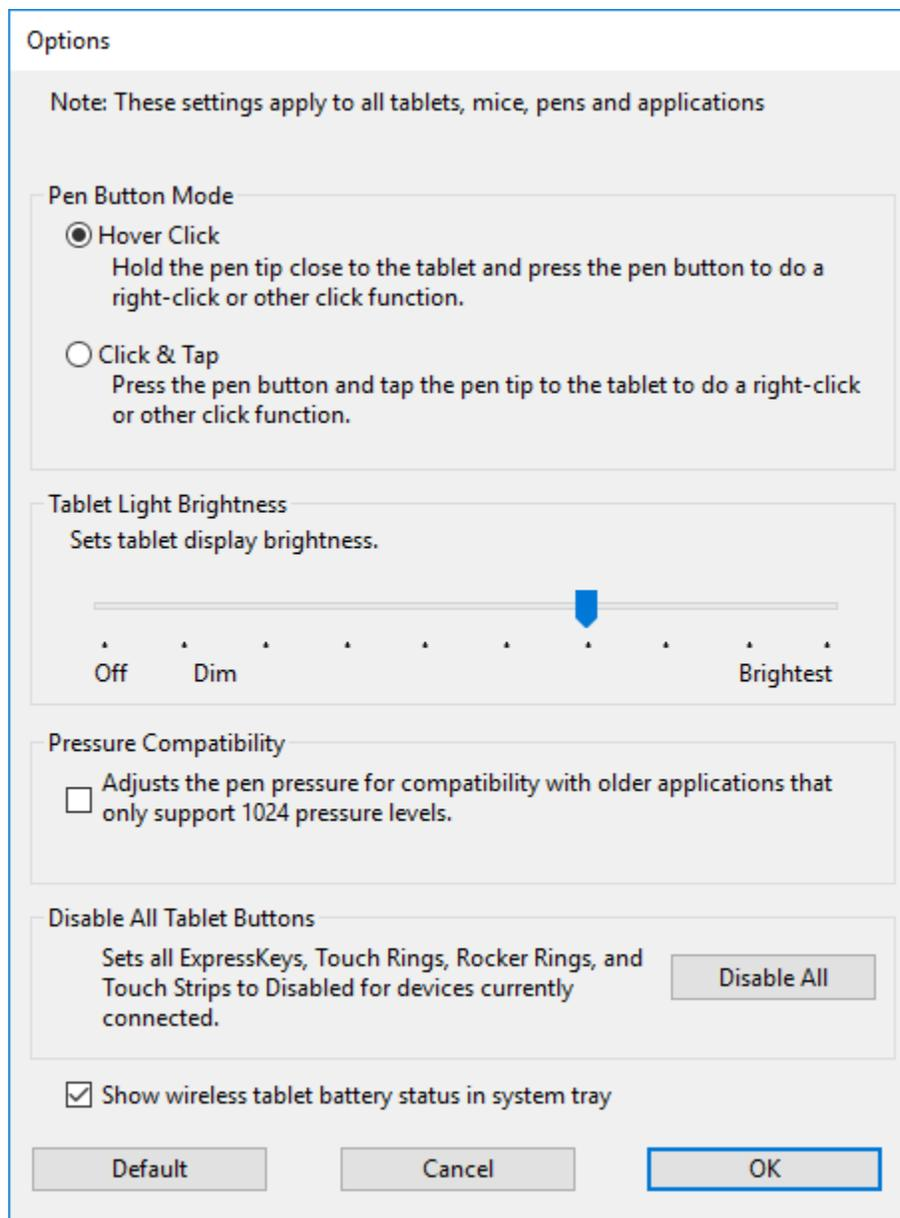 Options
Note: These settings apply to all tablets, mice, pens and applications
Pen Button Mode
Hover Click
Hold the pen tip close to the tablet and press the pen button to do a
right-click or other click function.
Click & Tap
Press the pen button and tap the pen tip to the tablet to do a right-click
or other click function.
Tablet Light Brightness
Sets tablet display brightness.
Off Dim Brightest
Pressure Compatibility
Adjusts the pen pressure for compatibility with older applications that
only support 1024 pressure levels.
Disable All Tablet Buttons
Sets all ExpressKeys, Touch Rings, Rocker Rings, and
Touch Strips to Disabled for devices currently
connected.
Disable All
Show wireless tablet battery status in system tray
Default Cancel OK